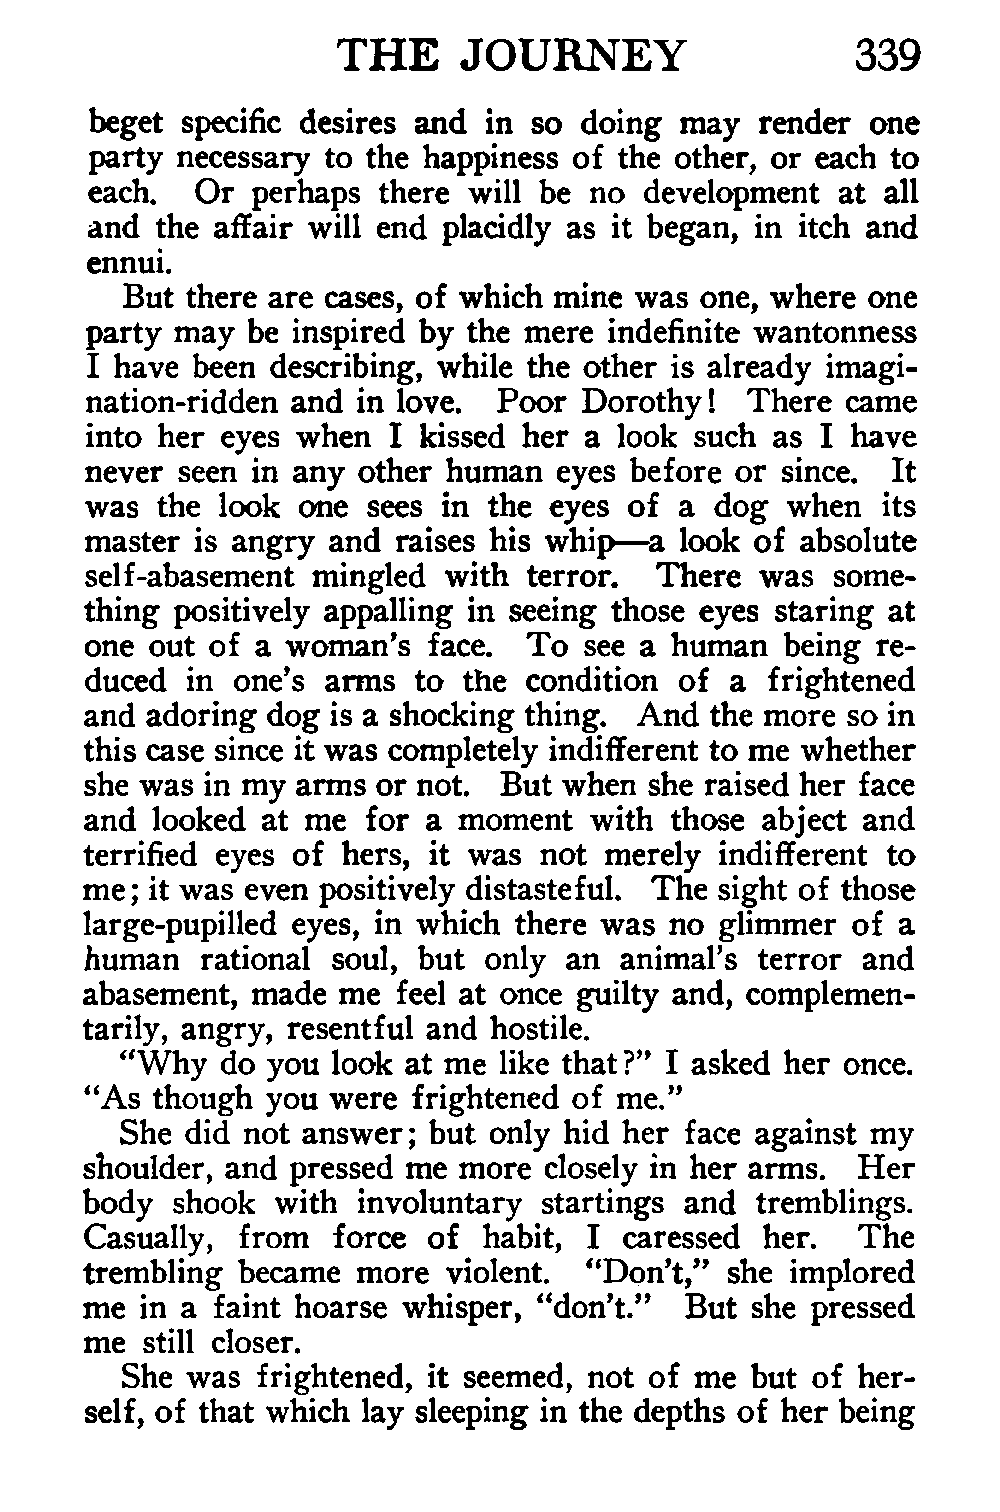 THE JOURNEY 339
beget specific desires and in so doing may render one
party necessary to the happiness of the other, or each to
each. Or perhaps there will be no development at all
and the affair will end placidly as it began, in itch and
ennui.
But there are cases, of which mine was one, where one
party may be inspired by the mere indefinite wantonness
I have been describing, while the other is already imagi-
nation-ridden and in love. Poor Dorothy! There came
into her eyes when I kissed her a look such as I have
never seen in any other human eyes before or since. It
was the look one sees in the eyes of a dog when its
master is angry and raises his whip—a look of absolute
self-abasement mingled with terror. There was some-
thing positively appalling in seeing those eyes staring at
one out of a woman's face. To see a human being re-
duced in one's arms to the condition of a frightened
and adoring dog is a shocking thing. And the more so in
this case since it was completely indifferent to me whether
she was in my arms or not. But when she raised her face
and looked at me for a moment with those abject and
terrified eyes of hers, it was not merely indifferent to
me; it was even positively distasteful. The sight of those
large-pupilled eyes, in which there was no glimmer of a
human rational soul, but only an animal's terror and
abasement, made me feel at once guilty and, complemen-
tarily, angry, resentful and hostile.
"Why do you look at me like that?" I asked her once.
"As though you were frightened of me."
She did not answer; but only hid her face against my
shoulder, and pressed me more closely in her arms. Her
body shook with involuntary startings and tremblings.
Casually, from force of habit, I caressed her. The
trembling became more violent. "Don't," she implored
me in a faint hoarse whisper, "don't." But she pressed
me still closer.
She was frightened, it seemed, not of me but of her-
self, of that which lay sleeping in the depths of her being